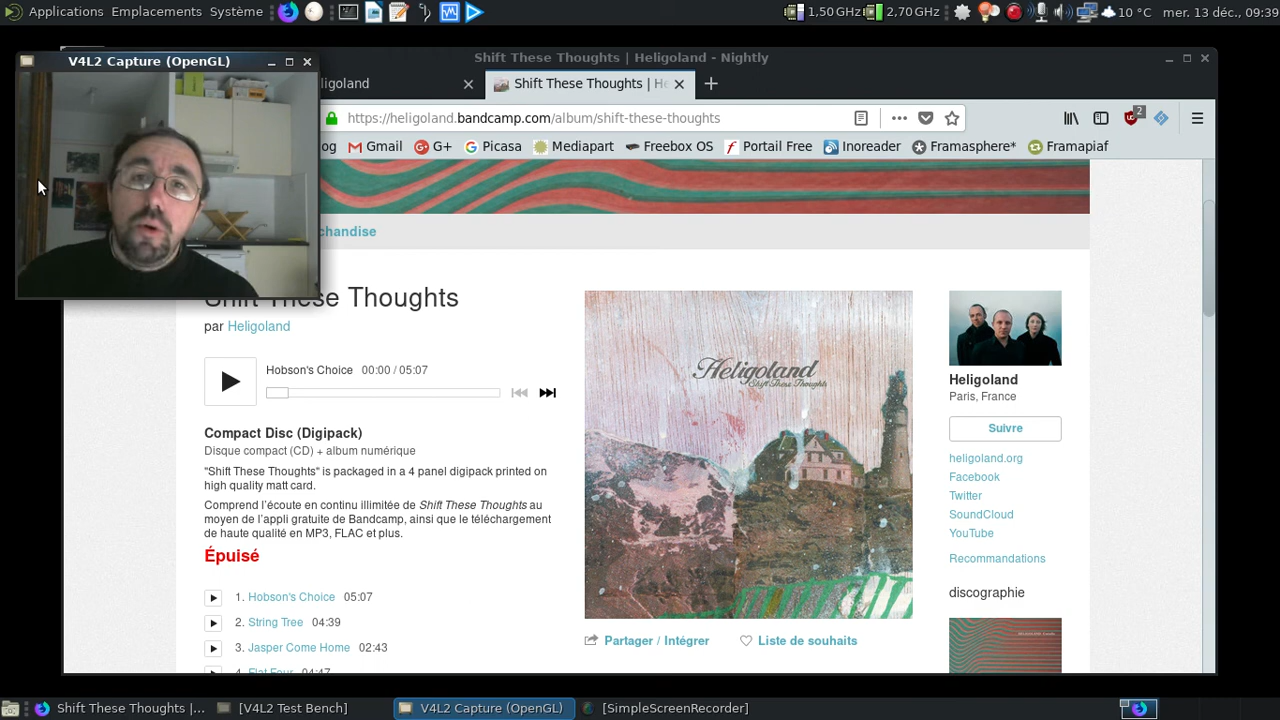 Applications Emplacements Système
1,50 GHz 2,70 GHz 10 °C mer. 13 déc., 09:39
Shift These Thoughts | Heligoland - Nightly
V4L2 Capture (OpenGL)
ligoland
Shift These Thoughts | He
https://heligoland.bandcamp.com/album/shift-these-thoughts
2
og Gmail G+ Picasa Mediapart Freebox OS Portail Free Inoreader Framasphere* Framapiaf
chandise
Shift These Thoughts
par Heligoland
Hobson's Choice 00:00 / 05:07
Compact Disc (Digipack)
Disque compact (CD) + album numérique
"Shift These Thoughts" is packaged in a 4 panel digipack printed on
high quality matt card.
Comprend l'écoute en continu illimitée de Shift These Thoughts au
moyen de l'appli gratuite de Bandcamp, ainsi que le téléchargement
de haute qualité en MP3, FLAC et plus.
Épuisé
1. Hobson's Choice 05:07
2. String Tree 04:39
3. Jasper Come Home 02:43
4. Flat Four 04:47
Heligoland
Shift These Thoughts
Partager / Intégrer
Liste de souhaits
Heligoland
Paris, France
Suivre
heligoland.org
Facebook
Twitter
SoundCloud
YouTube
Recommandations
discographie
Shift These Thoughts |...
[V4L2 Test Bench]
V4L2 Capture (OpenGL)
[SimpleScreenRecorder]